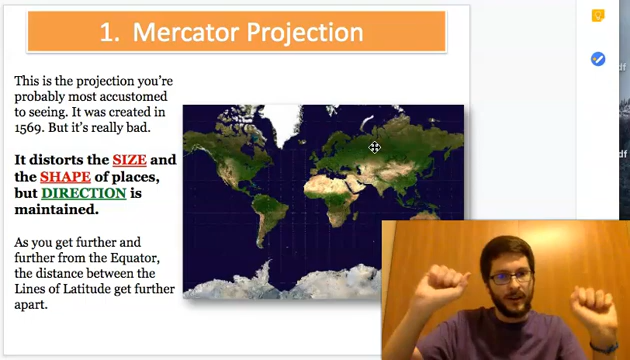 1. Mercator Projection
This is the projection you're
probably most accustomed
to seeing. It was created in
1569. But it's really bad.
It distorts the SIZE and
the SHAPE of places,
but DIRECTION is
maintained.
As you get further and
further from the Equator,
the distance between the
Lines of Latitude get further
apart.
df
df